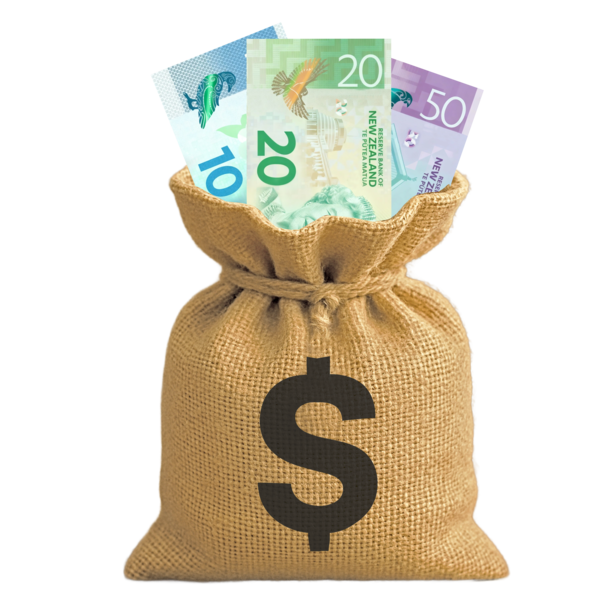 10
20
20
RESERVE BANK OF
NEW ZEALAND
TE PŪTEA MATUA
50
$